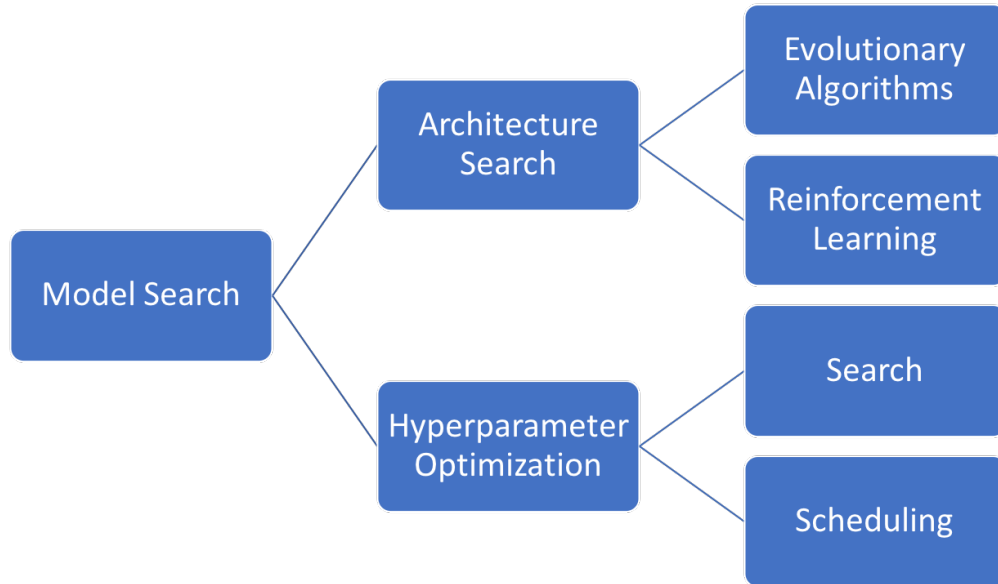 Evolutionary
Algorithms
Architecture
Search
Reinforcement
Learning
Model Search
Search
Hyperparameter
Optimization
Scheduling